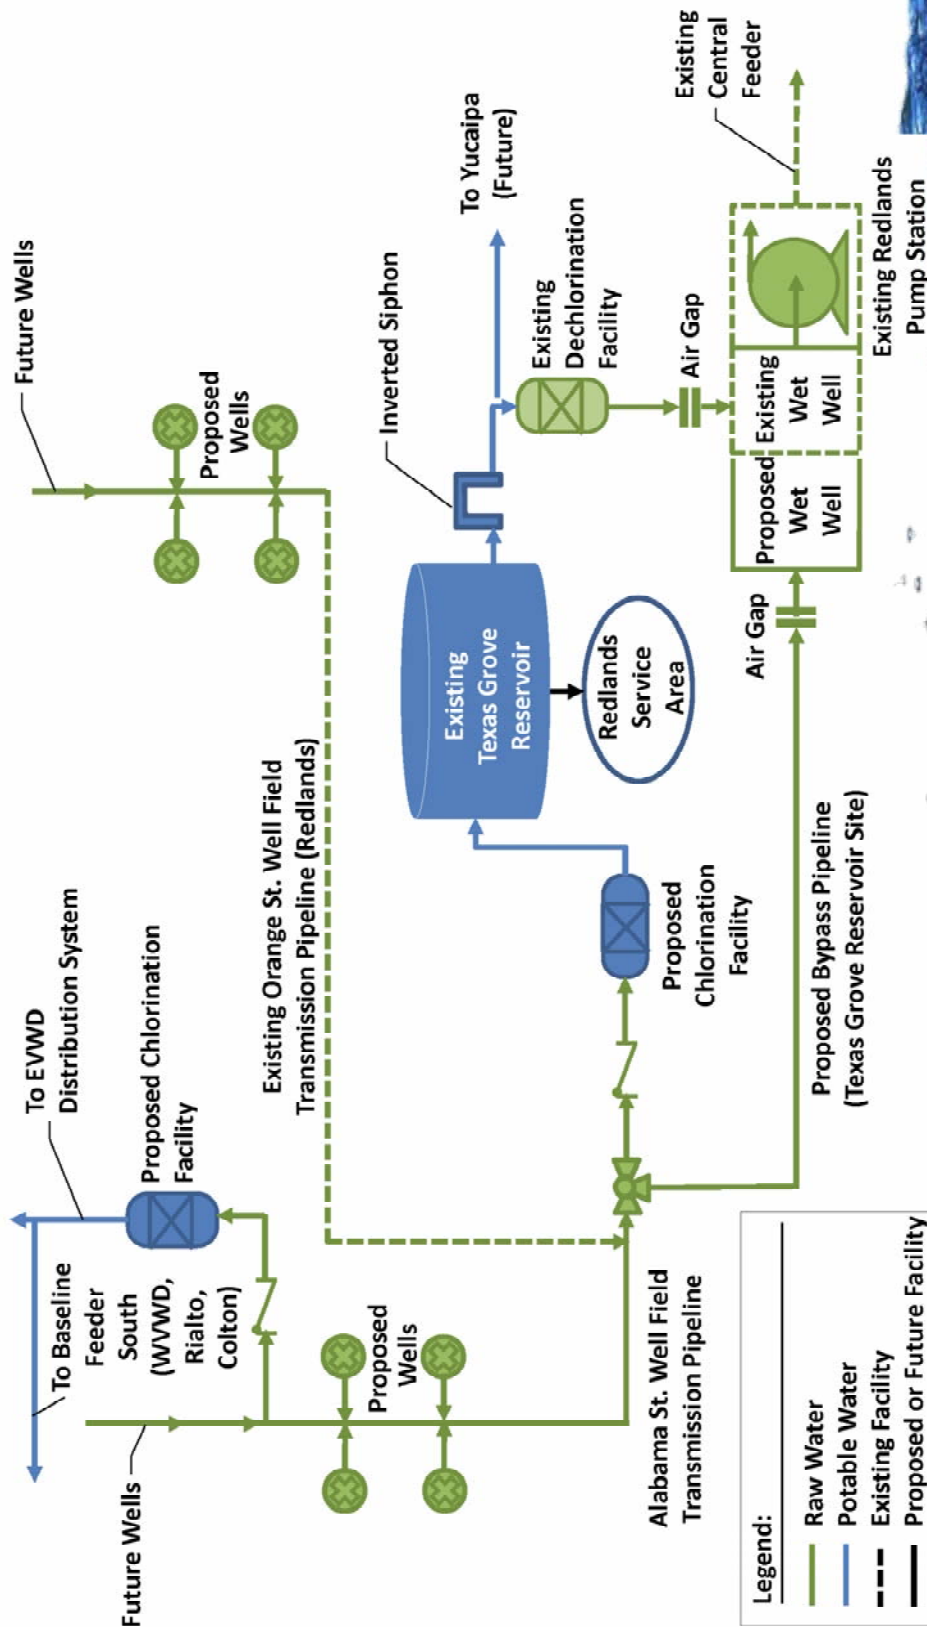 Future Wells
To Baseline
Feeder
South
(WVWD,
Rialto,
Colton)
To EVWD
Distribution System
Proposed Chlorination
Facility
Proposed
Wells
Existing Orange St. Well Field
Transmission Pipeline (Redlands)
Future Wells
Proposed
Wells
Alabama St. Well Field
Transmission Pipeline
Proposed
Chlorination
Facility
Existing
Texas Grove
Reservoir
Redlands
Service
Area
Inverted Siphon
To Yucaipa
(Future)
Existing
Dechlorination
Facility
Air Gap
Proposed Bypass Pipeline
(Texas Grove Reservoir Site)
Air Gap
Proposed
Wet
Well
Existing
Wet
Well
Existing
Central
Feeder
Existing Redlands
Pump Station
Legend:
Raw Water
Potable Water
Existing Facility
Proposed or Future Facility